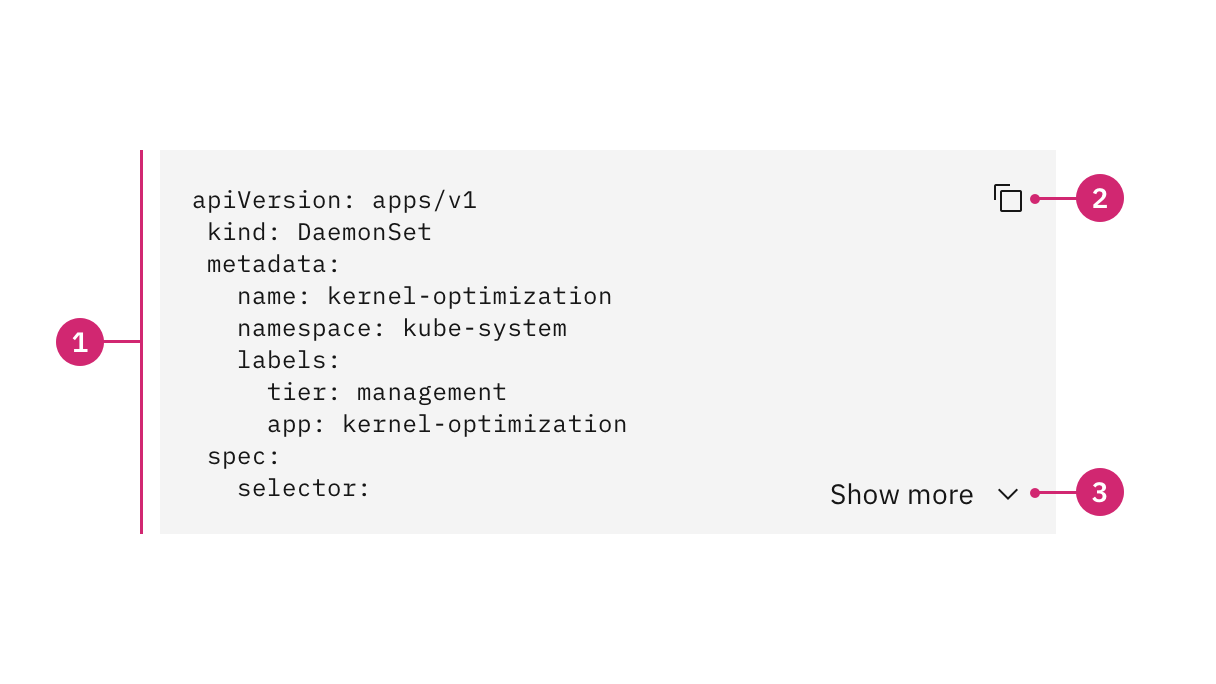 apiVersion: apps/v1
 kind: DaemonSet
 metadata:
   name: kernel-optimization
   namespace: kube-system
   labels:
     tier: management
     app: kernel-optimization
 spec:
   selector:
Show more
1
2
3